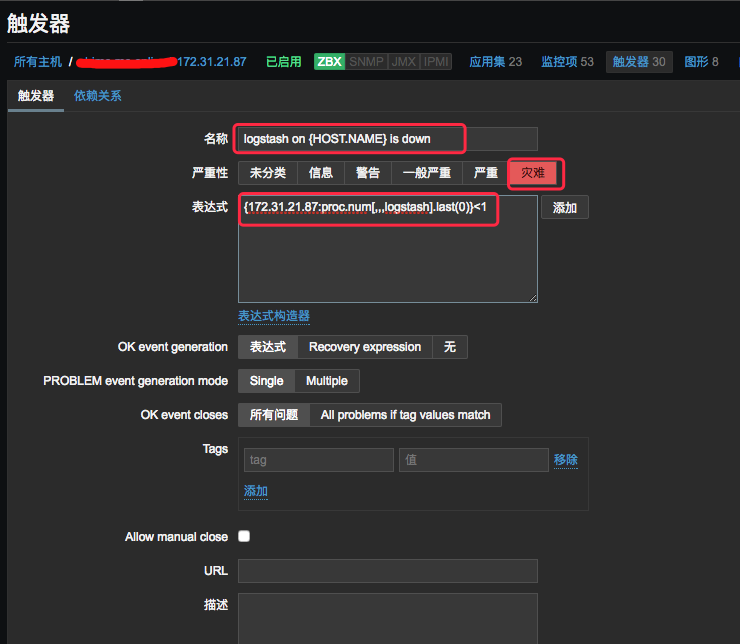 触发器
所有主机 / 172.31.21.87 已启用 ZBX SNMP JMX IPMI 应用集 23 监控项 53 触发器 30 图形 8
触发器 依赖关系
名称 logstash on {HOST.NAME} is down
严重性 未分类 信息 警告 一般严重 严重 灾难
表达式 {172.31.21.87:proc.num[,,,logstash].last(0)}<1 添加
表达式构造器
OK event generation 表达式 Recovery expression 无
PROBLEM event generation mode Single Multiple
OK event closes 所有问题 All problems if tag values match
Tags tag 值 移除
添加
Allow manual close
URL
描述